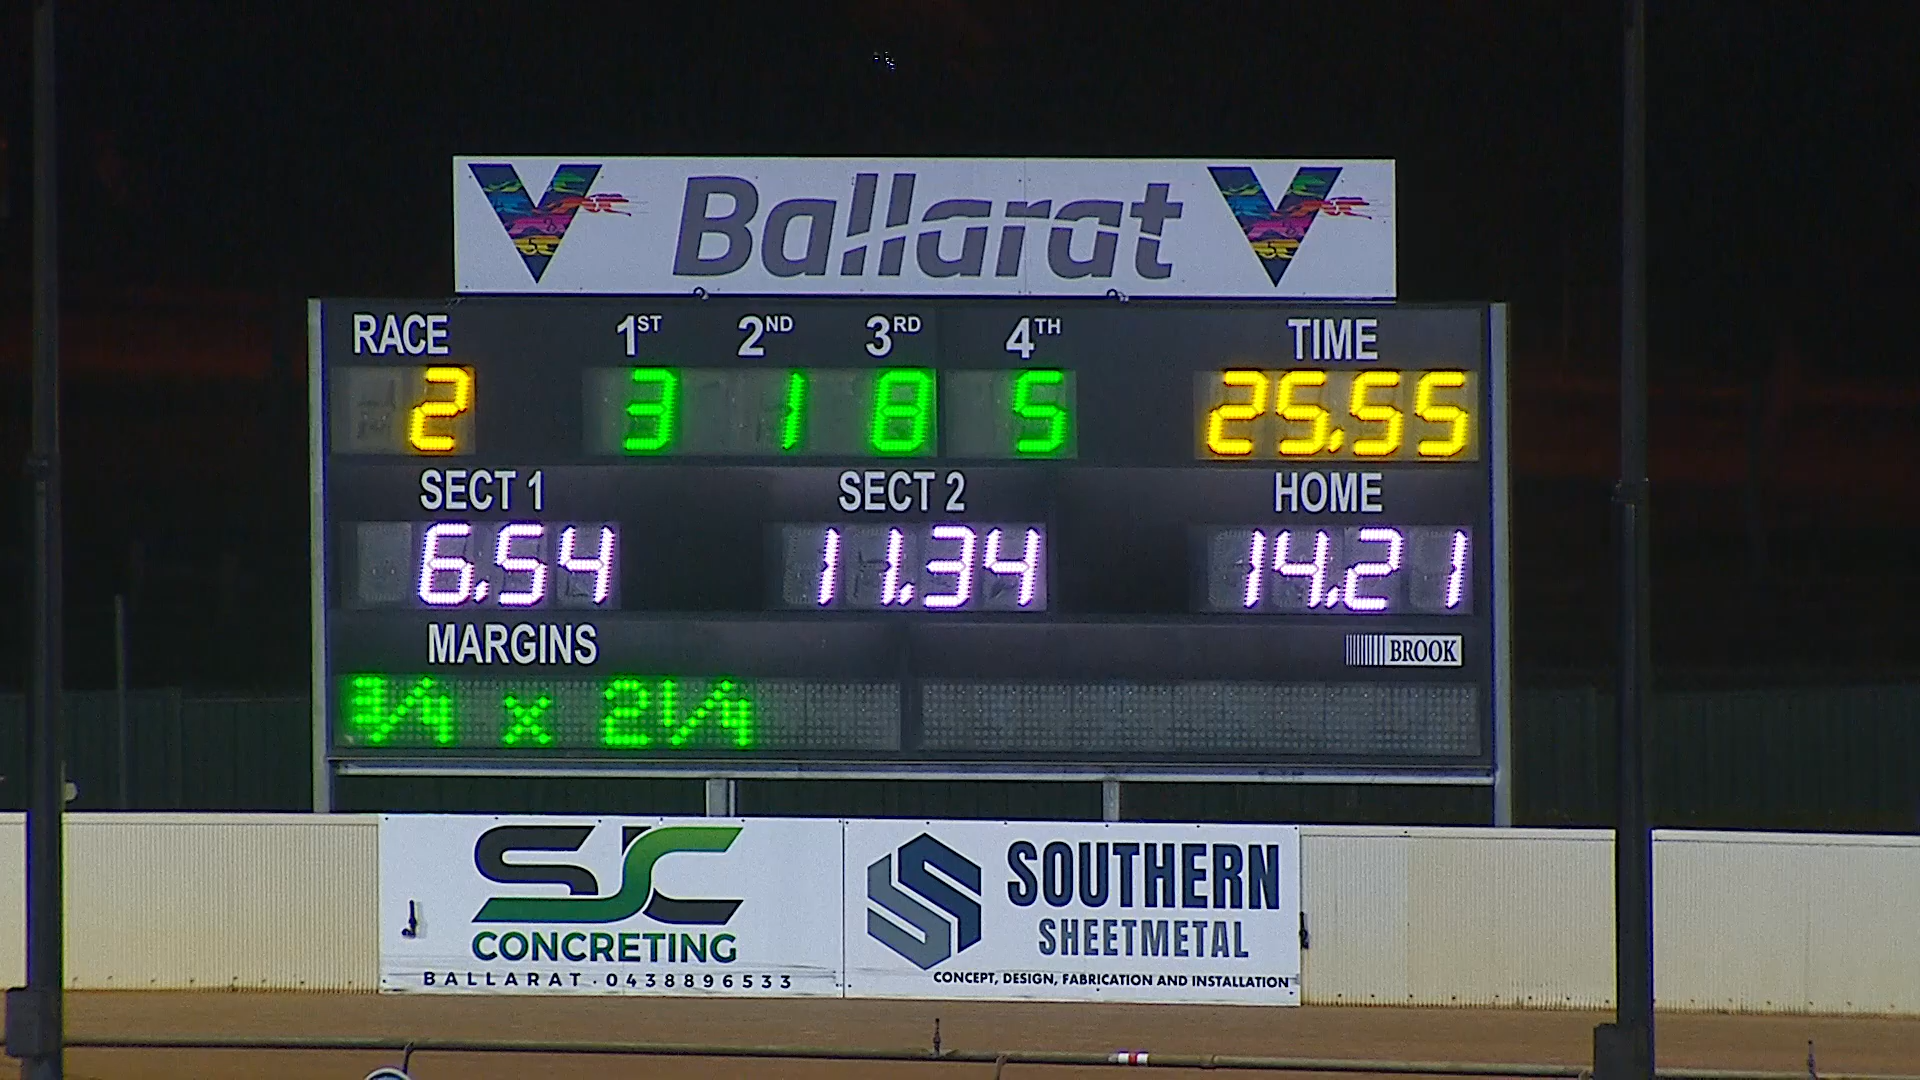 Ballarat
RACE 1ST 2ND 3RD 4TH TIME
2 3 1 8 5 25.55
SECT 1 SECT 2 HOME
6.54 11.34 14.21
MARGINS BROOK
3/4 x 2 1/4
SJC
CONCRETING
BALLARAT · 0438896533
SOUTHERN
SHEETMETAL
CONCEPT, DESIGN, FABRICATION AND INSTALLATION